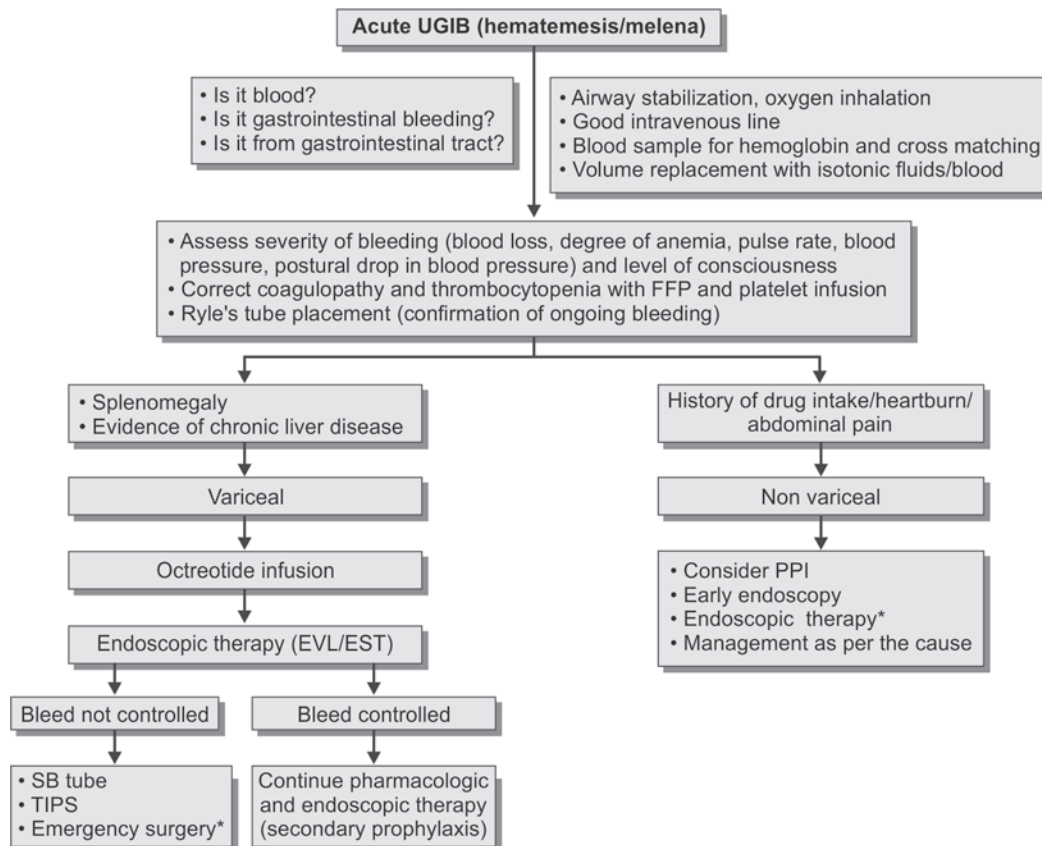 Acute UGIB (hematemesis/melena)
• Is it blood?
• Is it gastrointestinal bleeding?
• Is it from gastrointestinal tract?
• Airway stabilization, oxygen inhalation
• Good intravenous line
• Blood sample for hemoglobin and cross matching
• Volume replacement with isotonic fluids/blood
• Assess severity of bleeding (blood loss, degree of anemia, pulse rate, blood
pressure, postural drop in blood pressure) and level of consciousness
• Correct coagulopathy and thrombocytopenia with FFP and platelet infusion
• Ryle's tube placement (confirmation of ongoing bleeding)
• Splenomegaly
• Evidence of chronic liver disease
Variceal
Octreotide infusion
Endoscopic therapy (EVL/EST)
Bleed not controlled
• SB tube
• TIPS
• Emergency surgery*
Bleed controlled
Continue pharmacologic
and endoscopic therapy
(secondary prophylaxis)
History of drug intake/heartburn/
abdominal pain
Non variceal
• Consider PPI
• Early endoscopy
• Endoscopic therapy*
• Management as per the cause